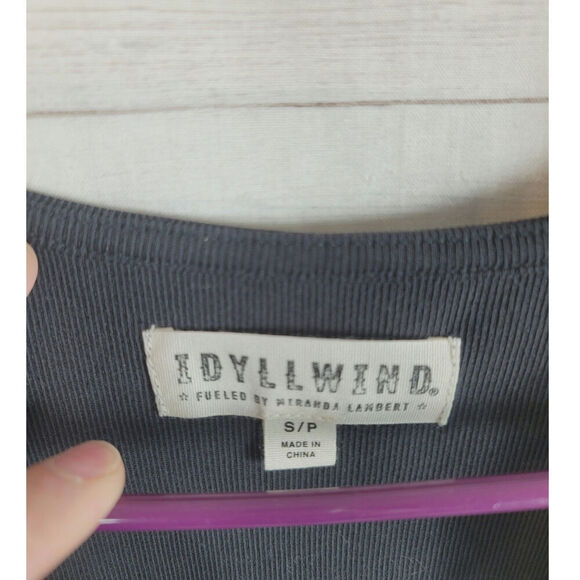 IDYLLWIND®
☆ FUELED BY MIRANDA LAMBERT ☆
S/P
MADE IN
CHINA